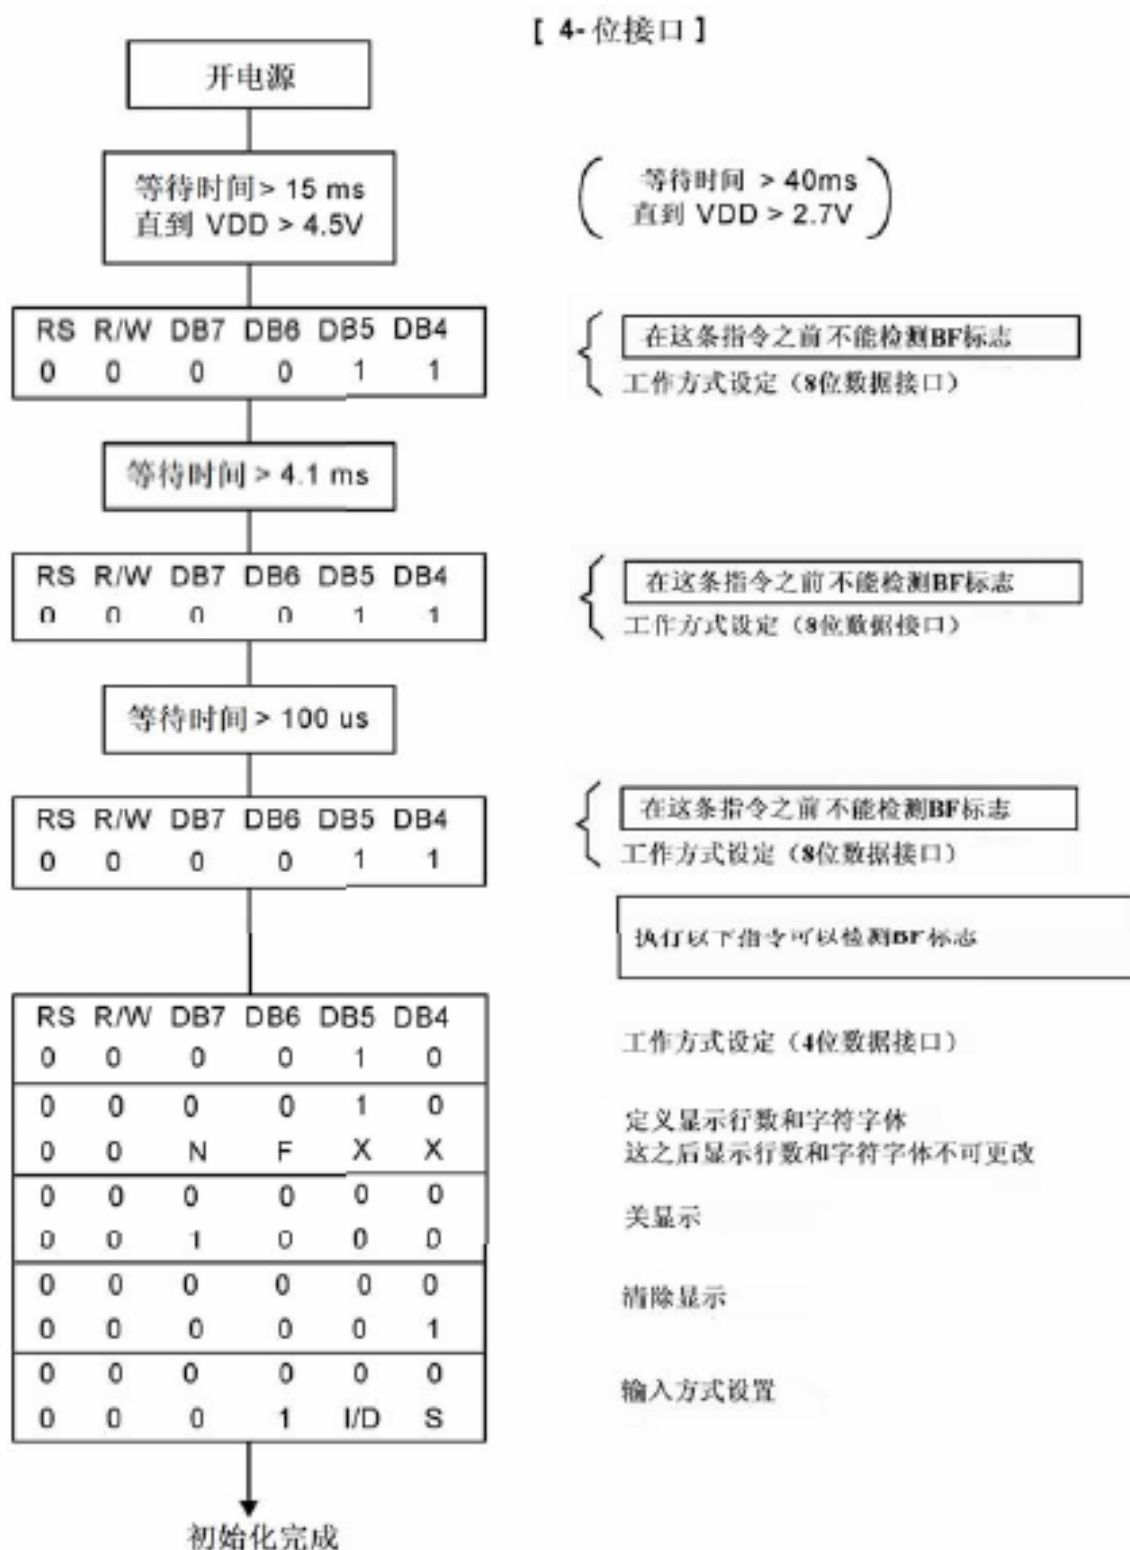 [ 4-位接口 ]
开电源
等待时间 > 15 ms
直到 VDD > 4.5V
等待时间 > 40ms
直到 VDD > 2.7V
RS R/W DB7 DB6 DB5 DB4
0 0 0 0 1 1
在这条指令之前不能检测BF标志
工作方式设定（8位数据接口）
等待时间 > 4.1 ms
RS R/W DB7 DB6 DB5 DB4
0 0 0 0 1 1
在这条指令之前不能检测BF标志
工作方式设定（8位数据接口）
等待时间 > 100 us
RS R/W DB7 DB6 DB5 DB4
0 0 0 0 1 1
在这条指令之前不能检测BF标志
工作方式设定（8位数据接口）
执行以下指令可以检测BF标志
RS R/W DB7 DB6 DB5 DB4
0 0 0 0 1 0
工作方式设定（4位数据接口）
0 0 0 0 1 0
0 0 N F X X
定义显示行数和字符字体
这之后显示行数和字符字体不可更改
0 0 0 0 0 0
0 0 1 0 0 0
关显示
0 0 0 0 0 0
0 0 0 0 0 1
清除显示
0 0 0 0 0 0
0 0 0 1 I/D S
输入方式设置
初始化完成